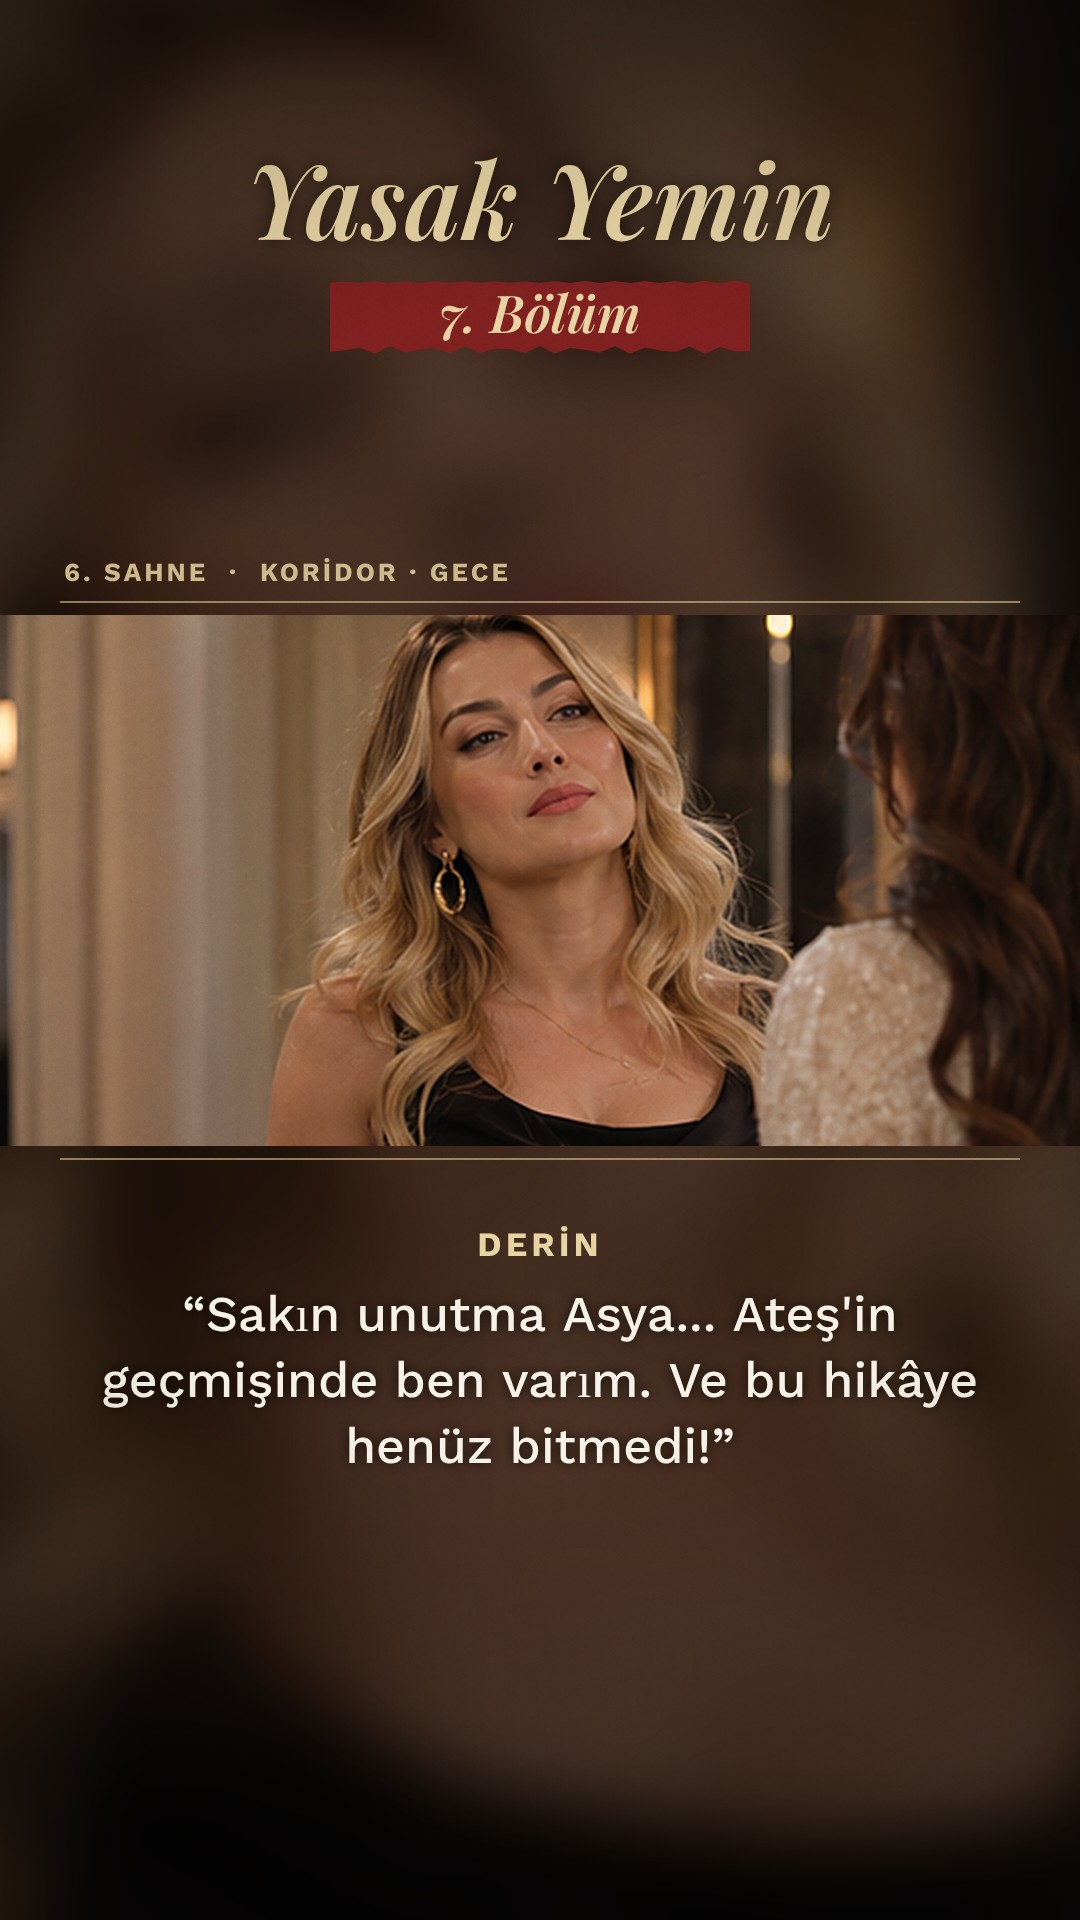 Yasak Yemin
7. Bölüm
6. SAHNE · KORİDOR · GECE
DERİN
“Sakın unutma Asya... Ateş'in
geçmişinde ben varım. Ve bu hikâye
henüz bitmedi!”